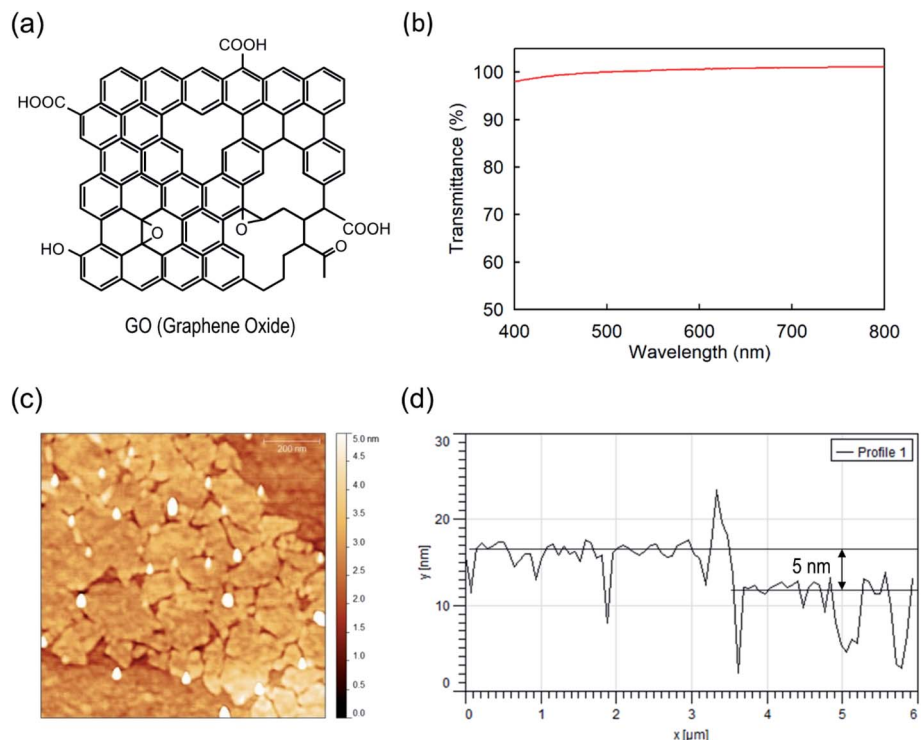 (a)
COOH
HOOC
O
O
COOH
HO
O
GO (Graphene Oxide)
(b)
Transmittance (%)
100
90
80
70
60
50
400 500 600 700 800
Wavelength (nm)
(c)
200 nm
5.0 nm
4.5
4.0
3.5
3.0
2.5
2.0
1.5
1.0
0.5
0.0
(d)
y [nm]
30
20
10
0
Profile 1
5 nm
0 1 2 3 4 5 6
x [µm]